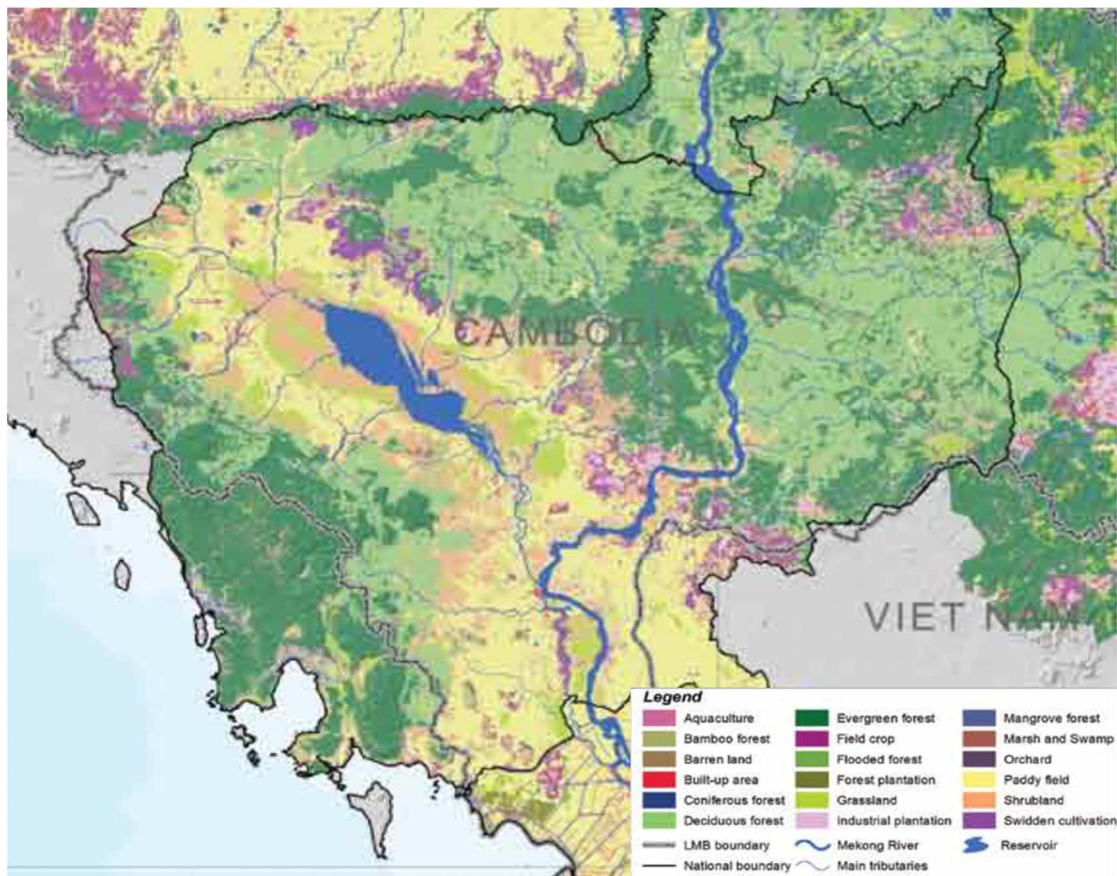 CAMBODIA
VIET NAM
Legend
Aquaculture
Bamboo forest
Barren land
Built-up area
Coniferous forest
Deciduous forest
LMB boundary
National boundary
Evergreen forest
Field crop
Flooded forest
Forest plantation
Grassland
Industrial plantation
Mekong River
Main tributaries
Mangrove forest
Marsh and Swamp
Orchard
Paddy field
Shrubland
Swidden cultivation
Reservoir